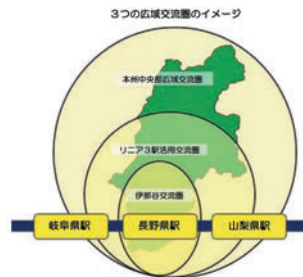 ３つの広域交流圏のイメージ
本州中央部広域交流圏
リニア３駅活用交流圏
伊那谷交流圏
岐阜県駅 長野県駅 山梨県駅